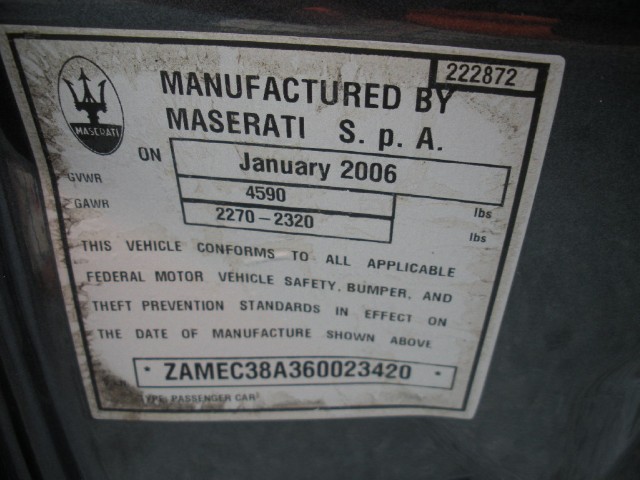 222872
MASERATI
MANUFACTURED BY
MASERATI S. p. A.
ON January 2006
GVWR 4590 lbs
GAWR 2270-2320 lbs
THIS VEHICLE CONFORMS TO ALL APPLICABLE
FEDERAL MOTOR VEHICLE SAFETY, BUMPER, AND
THEFT PREVENTION STANDARDS IN EFFECT ON
THE DATE OF MANUFACTURE SHOWN ABOVE
* ZAMEC38A360023420 *
TYPE: PASSENGER CAR